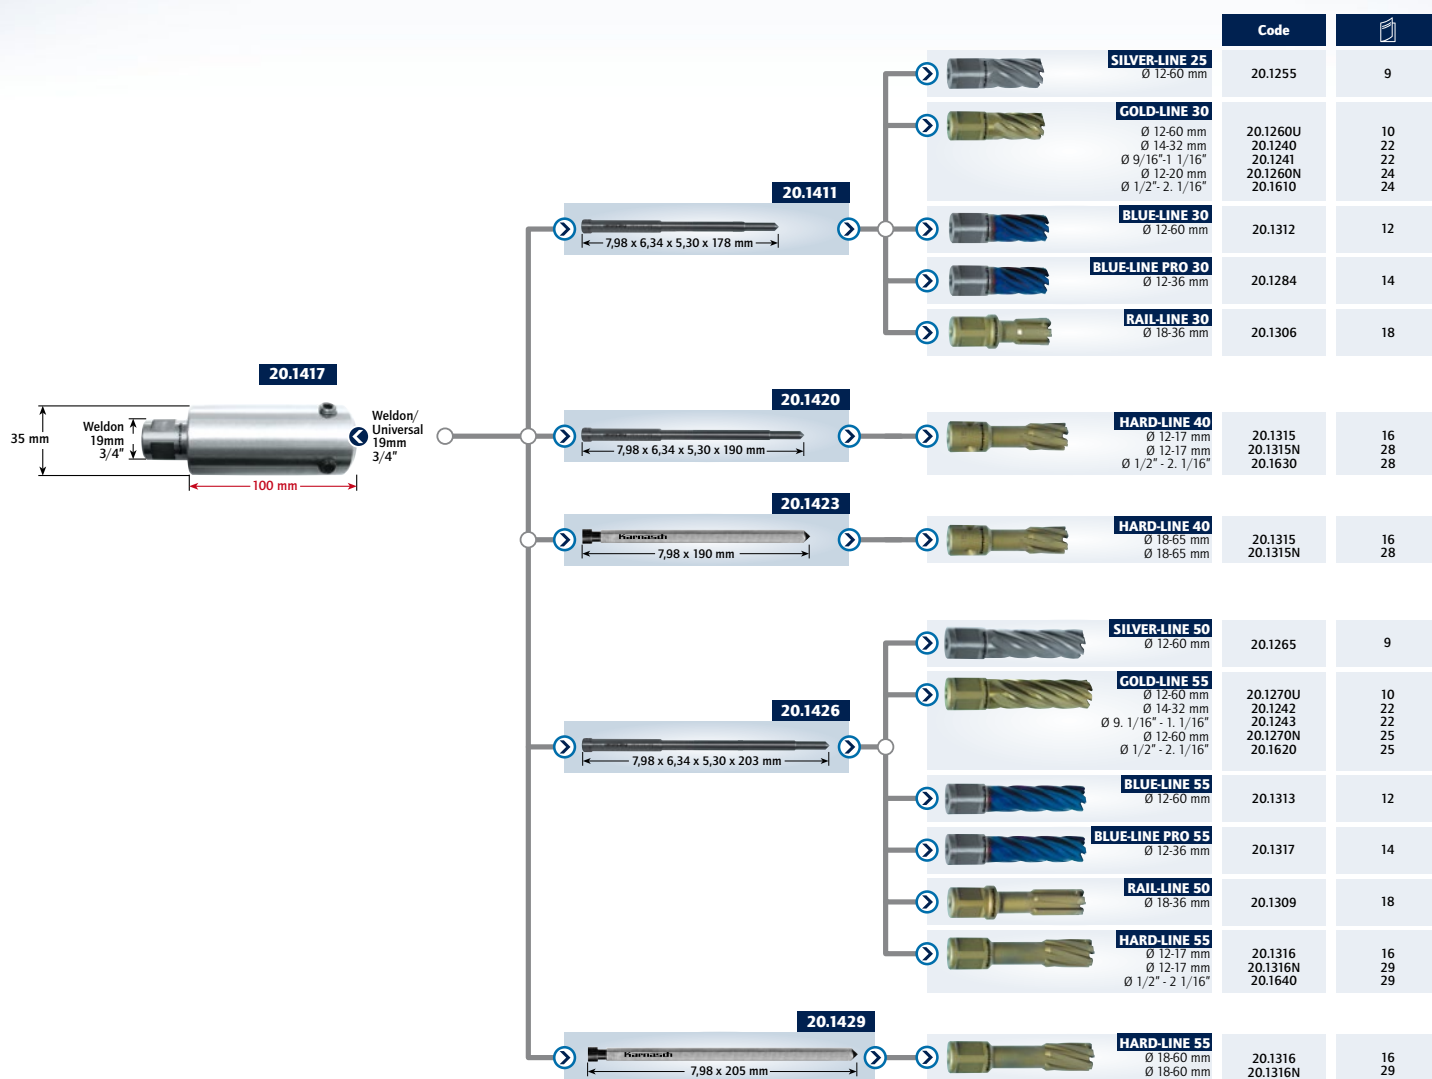 Code
SILVER-LINE 25
Ø 12-60 mm 20.1255 9
GOLD-LINE 30
Ø 12-60 mm 20.1260U 10
Ø 14-32 mm 20.1240 22
Ø 9/16”-1 1/16” 20.1241 22
Ø 12-20 mm 20.1260N 24
Ø 1/2”- 2. 1/16” 20.1610 24
20.1411
7,98 x 6,34 x 5,30 x 178 mm
BLUE-LINE 30
Ø 12-60 mm 20.1312 12
BLUE-LINE PRO 30
Ø 12-36 mm 20.1284 14
RAIL-LINE 30
Ø 18-36 mm 20.1306 18
20.1417
35 mm
Weldon
19mm
3/4”
100 mm
Weldon/
Universal
19mm
3/4”
20.1420
7,98 x 6,34 x 5,30 x 190 mm
HARD-LINE 40
Ø 12-17 mm 20.1315 16
Ø 12-17 mm 20.1315N 28
Ø 1/2” - 2. 1/16” 20.1630 28
20.1423
Karnasch
7,98 x 190 mm
HARD-LINE 40
Ø 18-65 mm 20.1315 16
Ø 18-65 mm 20.1315N 28
SILVER-LINE 50
Ø 12-60 mm 20.1265 9
GOLD-LINE 55
Ø 12-60 mm 20.1270U 10
Ø 14-32 mm 20.1242 22
Ø 9. 1/16” - 1. 1/16” 20.1243 22
Ø 12-60 mm 20.1270N 25
Ø 1/2” - 2. 1/16” 20.1620 25
20.1426
7,98 x 6,34 x 5,30 x 203 mm
BLUE-LINE 55
Ø 12-60 mm 20.1313 12
BLUE-LINE PRO 55
Ø 12-36 mm 20.1317 14
RAIL-LINE 50
Ø 18-36 mm 20.1309 18
HARD-LINE 55
Ø 12-17 mm 20.1316 16
Ø 12-17 mm 20.1316N 29
Ø 1/2” - 2 1/16” 20.1640 29
20.1429
Karnasch
7,98 x 205 mm
HARD-LINE 55
Ø 18-60 mm 20.1316 16
Ø 18-60 mm 20.1316N 29